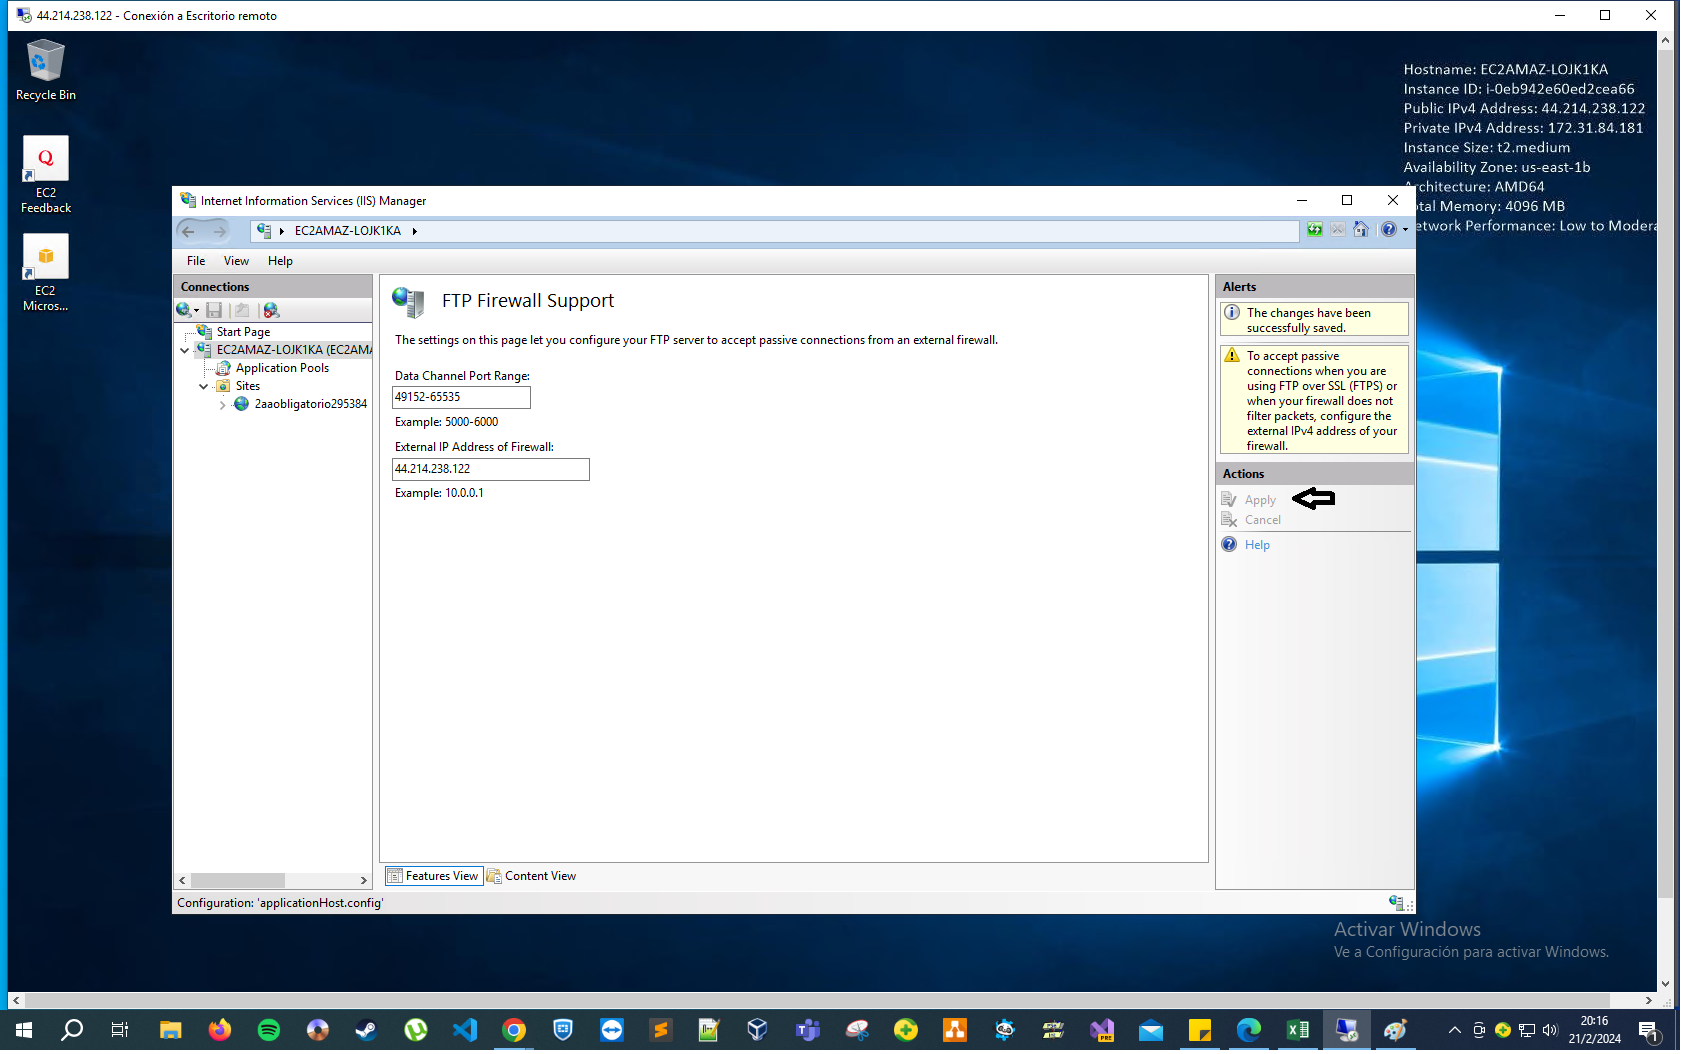 44.214.238.122 - Conexión a Escritorio remoto
Recycle Bin
EC2
Feedback
EC2
Micros...
Hostname: EC2AMAZ-LOJK1KA
Instance ID: i-0eb942e60ed2cea66
Public IPv4 Address: 44.214.238.122
Private IPv4 Address: 172.31.84.181
Instance Size: t2.medium
Availability Zone: us-east-1b
Architecture: AMD64
otal Memory: 4096 MB
etwork Performance: Low to Modera
Internet Information Services (IIS) Manager
EC2AMAZ-LOJK1KA
File View Help
Connections
Start Page
EC2AMAZ-LOJK1KA (EC2AMA
Application Pools
Sites
2aaobligatorio295384
FTP Firewall Support
The settings on this page let you configure your FTP server to accept passive connections from an external firewall.
Data Channel Port Range:
49152-65535
Example: 5000-6000
External IP Address of Firewall:
44.214.238.122
Example: 10.0.0.1
Features View Content View
Configuration: 'applicationHost.config'
Alerts
The changes have been
successfully saved.
To accept passive
connections when you are
using FTP over SSL (FTPS) or
when your firewall does not
filter packets, configure the
external IPv4 address of your
firewall.
Actions
Apply
Cancel
Help
Activar Windows
Ve a Configuración para activar Windows.
PRE
20:16
21/2/2024
1